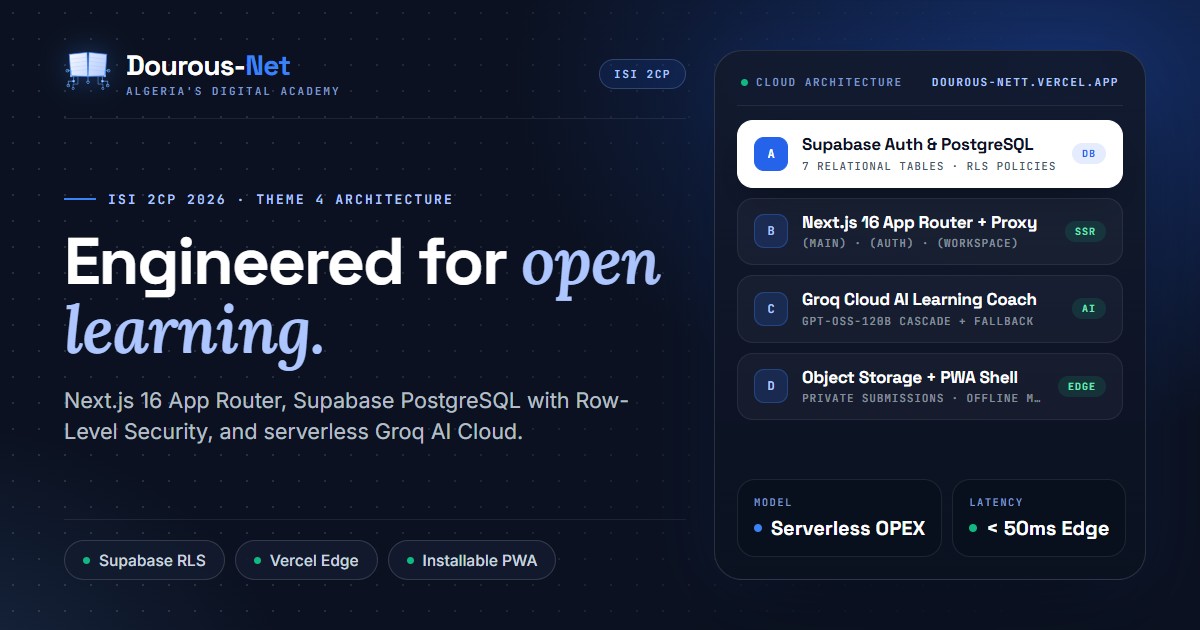 Dourous-Net
ALGERIA'S DIGITAL ACADEMY
ISI 2CP
ISI 2CP 2026 · THEME 4 ARCHITECTURE
Engineered for open
learning.
Next.js 16 App Router, Supabase PostgreSQL with Row-
Level Security, and serverless Groq AI Cloud.
Supabase RLS
Vercel Edge
Installable PWA
CLOUD ARCHITECTURE
DOUROUS-NETT.VERCEL.APP
A
Supabase Auth & PostgreSQL
7 RELATIONAL TABLES · RLS POLICIES
DB
B
Next.js 16 App Router + Proxy
(MAIN) · (AUTH) · (WORKSPACE)
SSR
C
Groq Cloud AI Learning Coach
GPT-OSS-120B CASCADE + FALLBACK
AI
D
Object Storage + PWA Shell
PRIVATE SUBMISSIONS · OFFLINE M…
EDGE
MODEL
Serverless OPEX
LATENCY
< 50ms Edge